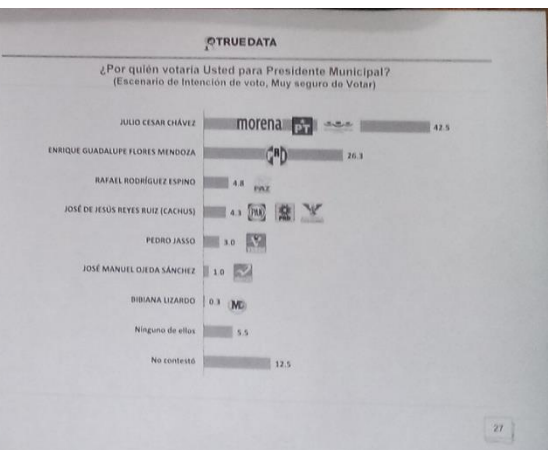 TRUEDATA
¿Por quién votaría Usted para Presidente Municipal?
(Escenario de Intención de voto, Muy seguro de Votar)
JULIO CESAR CHÁVEZ morena PT 42.5
ENRIQUE GUADALUPE FLORES MENDOZA PRD 26.3
RAFAEL RODRÍGUEZ ESPINO 4.8
JOSÉ DE JESÚS REYES RUIZ (CACHUS) 4.3 PAN
PEDRO JASSO 3.0
JOSÉ MANUEL OJEDA SÁNCHEZ 1.0
BIBIANA LIZARDO 0.3 MC
Ninguno de ellos 5.5
No contestó 12.5
27